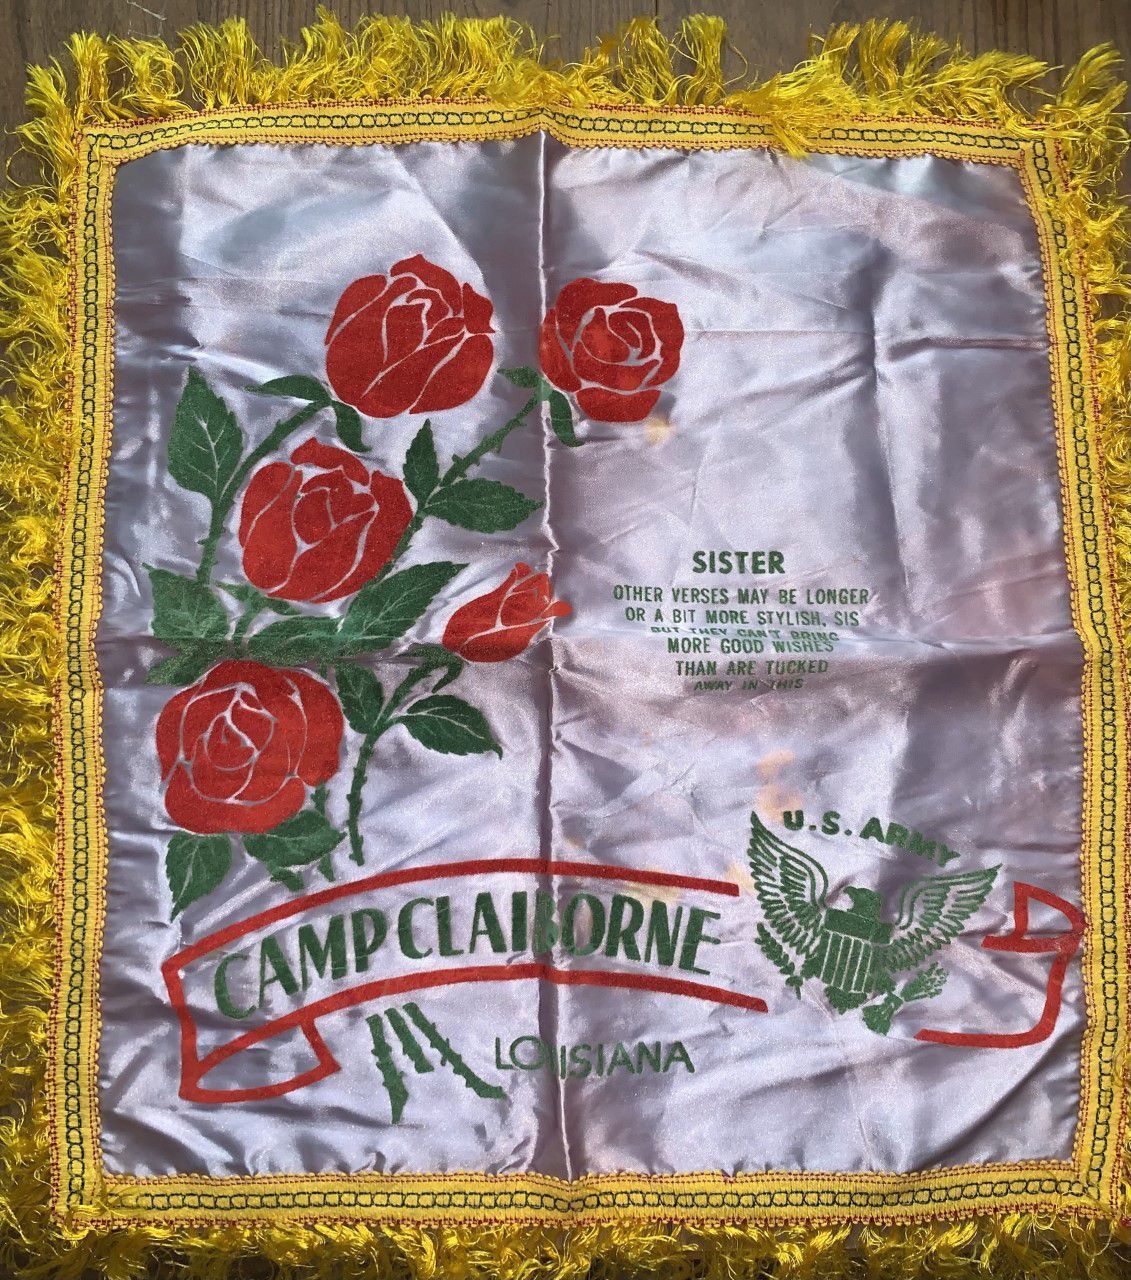 SISTER
OTHER VERSES MAY BE LONGER
OR A BIT MORE STYLISH, SIS
BUT THEY CAN'T BRING
MORE GOOD WISHES
THAN ARE TUCKED
AWAY IN THIS
U.S. ARMY
CAMP CLAIBORNE
LOUISIANA